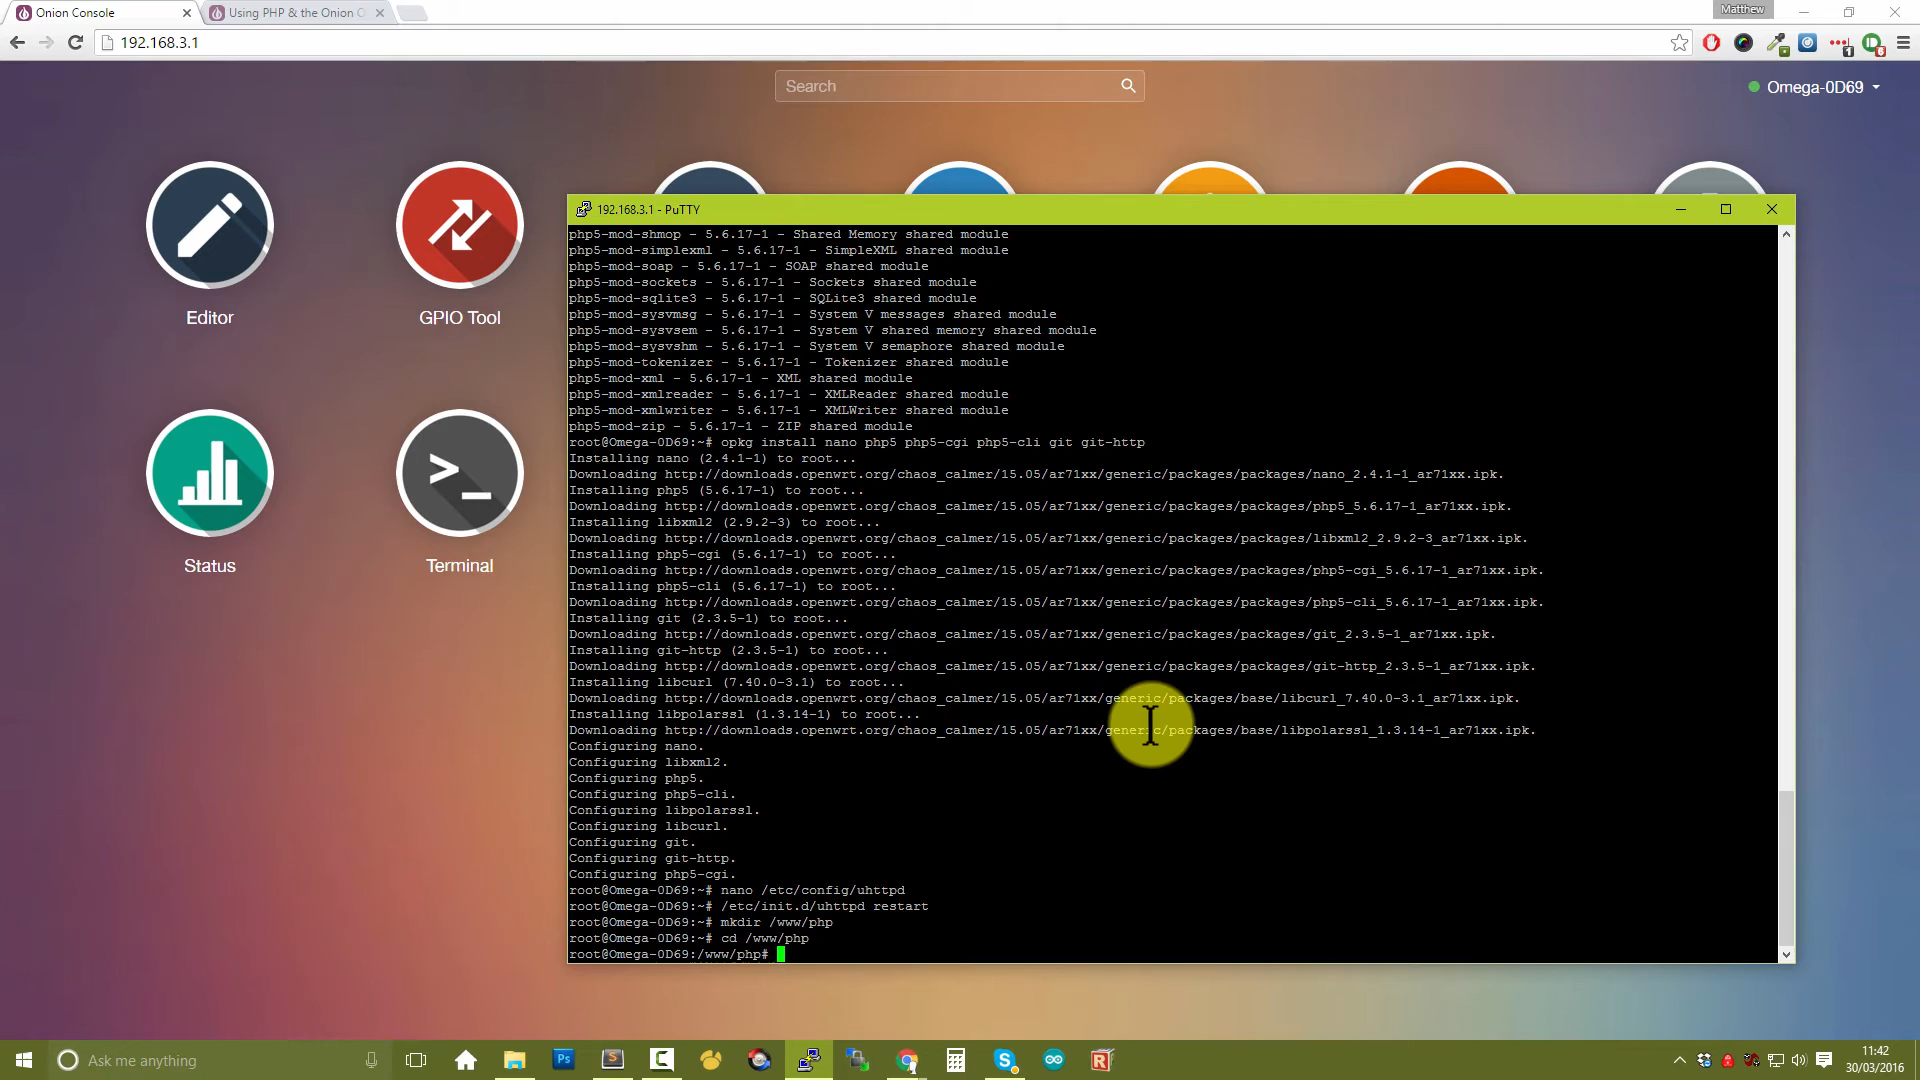 Onion Console
Using PHP & the Onion O
Matthew
192.168.3.1
Search
Omega-0D69
Editor
GPIO Tool
Status
Terminal
192.168.3.1 - PuTTY
php5-mod-shmop - 5.6.17-1 - Shared Memory shared module
php5-mod-simplexml - 5.6.17-1 - SimpleXML shared module
php5-mod-soap - 5.6.17-1 - SOAP shared module
php5-mod-sockets - 5.6.17-1 - Sockets shared module
php5-mod-sqlite3 - 5.6.17-1 - SQLite3 shared module
php5-mod-sysvmsg - 5.6.17-1 - System V messages shared module
php5-mod-sysvsem - 5.6.17-1 - System V shared memory shared module
php5-mod-sysvshm - 5.6.17-1 - System V semaphore shared module
php5-mod-tokenizer - 5.6.17-1 - Tokenizer shared module
php5-mod-xml - 5.6.17-1 - XML shared module
php5-mod-xmlreader - 5.6.17-1 - XMLReader shared module
php5-mod-xmlwriter - 5.6.17-1 - XMLWriter shared module
php5-mod-zip - 5.6.17-1 - ZIP shared module
root@Omega-0D69:~# opkg install nano php5 php5-cgi php5-cli git git-http
Installing nano (2.4.1-1) to root...
Downloading http://downloads.openwrt.org/chaos_calmer/15.05/ar71xx/generic/packages/packages/nano_2.4.1-1_ar71xx.ipk.
Installing php5 (5.6.17-1) to root...
Downloading http://downloads.openwrt.org/chaos_calmer/15.05/ar71xx/generic/packages/packages/php5_5.6.17-1_ar71xx.ipk.
Installing libxml2 (2.9.2-3) to root...
Downloading http://downloads.openwrt.org/chaos_calmer/15.05/ar71xx/generic/packages/packages/libxml2_2.9.2-3_ar71xx.ipk.
Installing php5-cgi (5.6.17-1) to root...
Downloading http://downloads.openwrt.org/chaos_calmer/15.05/ar71xx/generic/packages/packages/php5-cgi_5.6.17-1_ar71xx.ipk.
Installing php5-cli (5.6.17-1) to root...
Downloading http://downloads.openwrt.org/chaos_calmer/15.05/ar71xx/generic/packages/packages/php5-cli_5.6.17-1_ar71xx.ipk.
Installing git (2.3.5-1) to root...
Downloading http://downloads.openwrt.org/chaos_calmer/15.05/ar71xx/generic/packages/packages/git_2.3.5-1_ar71xx.ipk.
Installing git-http (2.3.5-1) to root...
Downloading http://downloads.openwrt.org/chaos_calmer/15.05/ar71xx/generic/packages/packages/git-http_2.3.5-1_ar71xx.ipk.
Installing libcurl (7.40.0-3.1) to root...
Downloading http://downloads.openwrt.org/chaos_calmer/15.05/ar71xx/generic/packages/base/libcurl_7.40.0-3.1_ar71xx.ipk.
Installing libpolarssl (1.3.14-1) to root...
Downloading http://downloads.openwrt.org/chaos_calmer/15.05/ar71xx/generic/packages/base/libpolarssl_1.3.14-1_ar71xx.ipk.
Configuring nano.
Configuring libxml2.
Configuring php5.
Configuring php5-cli.
Configuring libpolarssl.
Configuring libcurl.
Configuring git.
Configuring git-http.
Configuring php5-cgi.
root@Omega-0D69:~# nano /etc/config/uhttpd
root@Omega-0D69:~# /etc/init.d/uhttpd restart
root@Omega-0D69:~# mkdir /www/php
root@Omega-0D69:~# cd /www/php
root@Omega-0D69:/www/php#
Ask me anything
Ps
11:42
30/03/2016